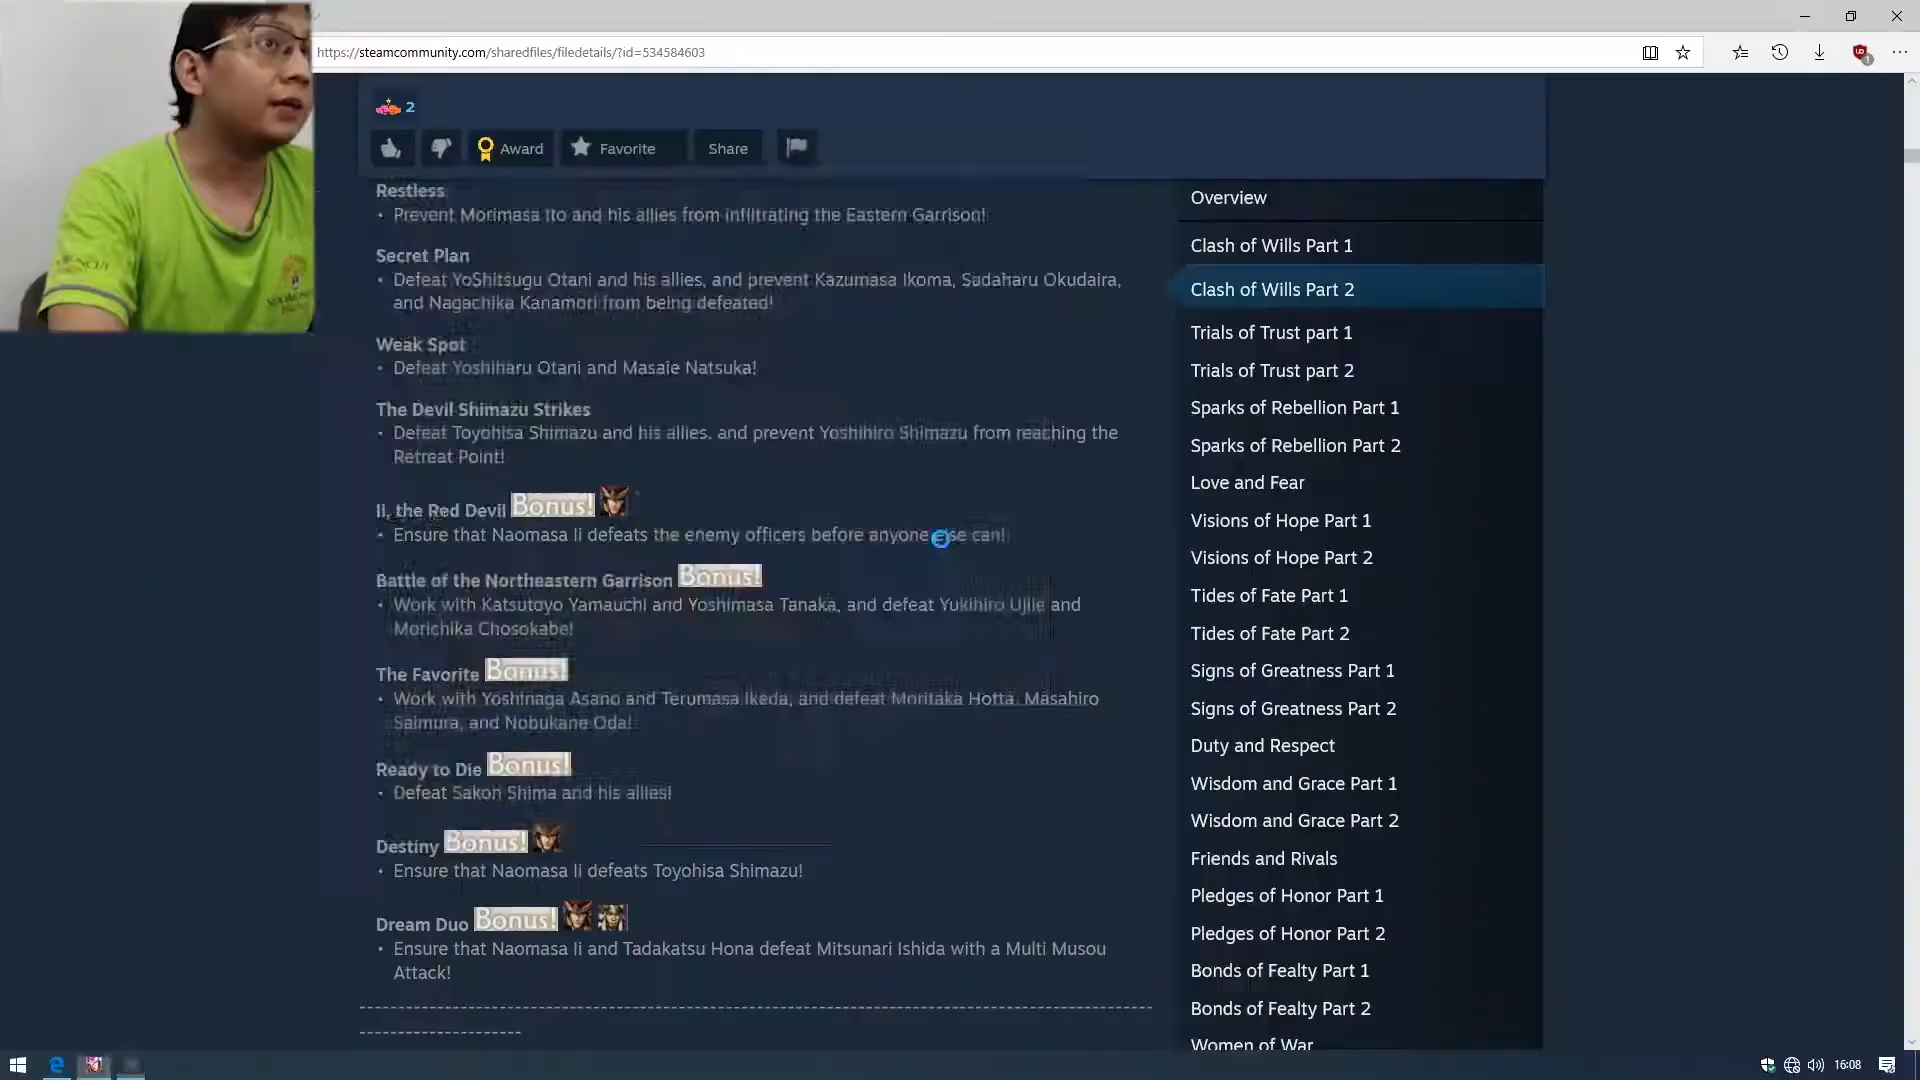 https://steamcommunity.com/sharedfiles/filedetails/?id=534584603
2
Award
Favorite
Share
Restless
• Prevent Morimasa Ito and his allies from infiltrating the Eastern Garrison!
Secret Plan
• Defeat YoShitsugu Otani and his allies, and prevent Kazumasa Ikoma, Sadaharu Okudaira,
and Nagachika Kanamori from being defeated!
Weak Spot
• Defeat Yoshiharu Otani and Masaie Natsuka!
The Devil Shimazu Strikes
• Defeat Toyohisa Shimazu and his allies. and prevent Yoshihiro Shimazu from reaching the
Retreat Point!
Ii, the Red Devil Bonus!
• Ensure that Naomasa Ii defeats the enemy officers before anyone else can!
Battle of the Northeastern Garrison Bonus!
• Work with Katsutoyo Yamauchi and Yoshimasa Tanaka, and defeat Yukihiro Ujiie and
Morichika Chosokabe!
The Favorite Bonus!
• Work with Yoshinaga Asano and Terumasa Ikeda, and defeat Moritaka Hotta, Masahiro
Saimura, and Nobukane Oda!
Ready to Die Bonus!
• Defeat Sakon Shima and his allies!
Destiny Bonus!
• Ensure that Naomasa Ii defeats Toyohisa Shimazu!
Dream Duo Bonus!
• Ensure that Naomasa Ii and Tadakatsu Hona defeat Mitsunari Ishida with a Multi Musou
Attack!
Overview
Clash of Wills Part 1
Clash of Wills Part 2
Trials of Trust part 1
Trials of Trust part 2
Sparks of Rebellion Part 1
Sparks of Rebellion Part 2
Love and Fear
Visions of Hope Part 1
Visions of Hope Part 2
Tides of Fate Part 1
Tides of Fate Part 2
Signs of Greatness Part 1
Signs of Greatness Part 2
Duty and Respect
Wisdom and Grace Part 1
Wisdom and Grace Part 2
Friends and Rivals
Pledges of Honor Part 1
Pledges of Honor Part 2
Bonds of Fealty Part 1
Bonds of Fealty Part 2
Women of War
16:08